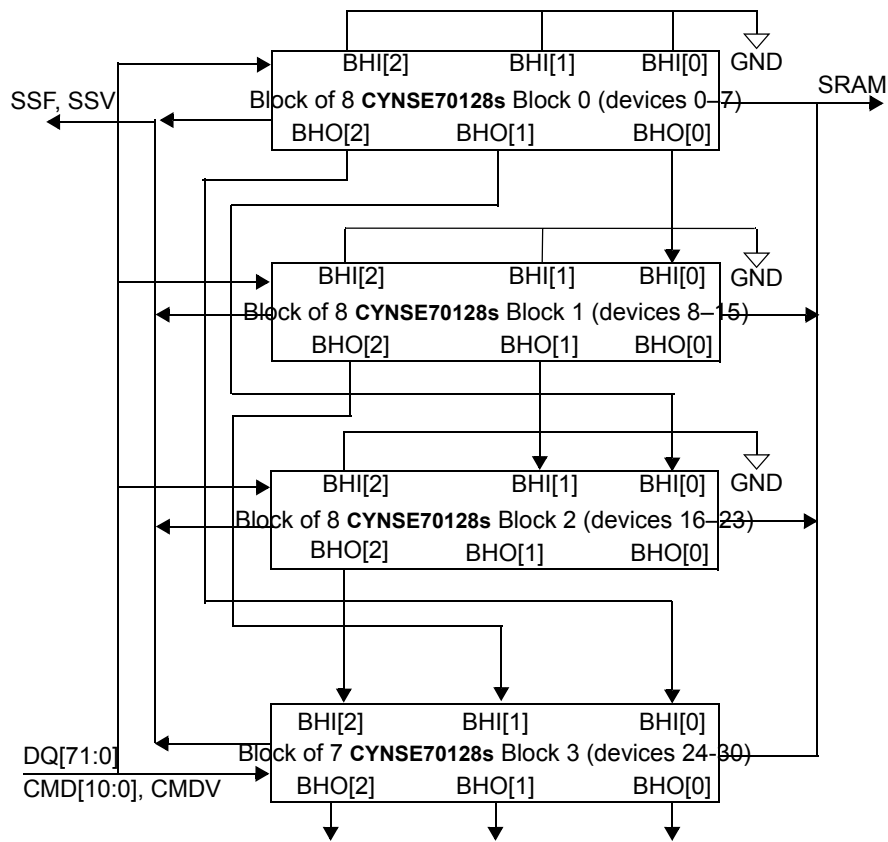 BHI[2] BHI[1] BHI[0] GND
SSF, SSV
SRAM
Block of 8 CYNSE70128s Block 0 (devices 0–7)
BHO[2] BHO[1] BHO[0]
BHI[2] BHI[1] BHI[0] GND
Block of 8 CYNSE70128s Block 1 (devices 8–15)
BHO[2] BHO[1] BHO[0]
BHI[2] BHI[1] BHI[0] GND
Block of 8 CYNSE70128s Block 2 (devices 16–23)
BHO[2] BHO[1] BHO[0]
BHI[2] BHI[1] BHI[0]
DQ[71:0]
Block of 7 CYNSE70128s Block 3 (devices 24-30)
CMD[10:0], CMDV
BHO[2] BHO[1] BHO[0]